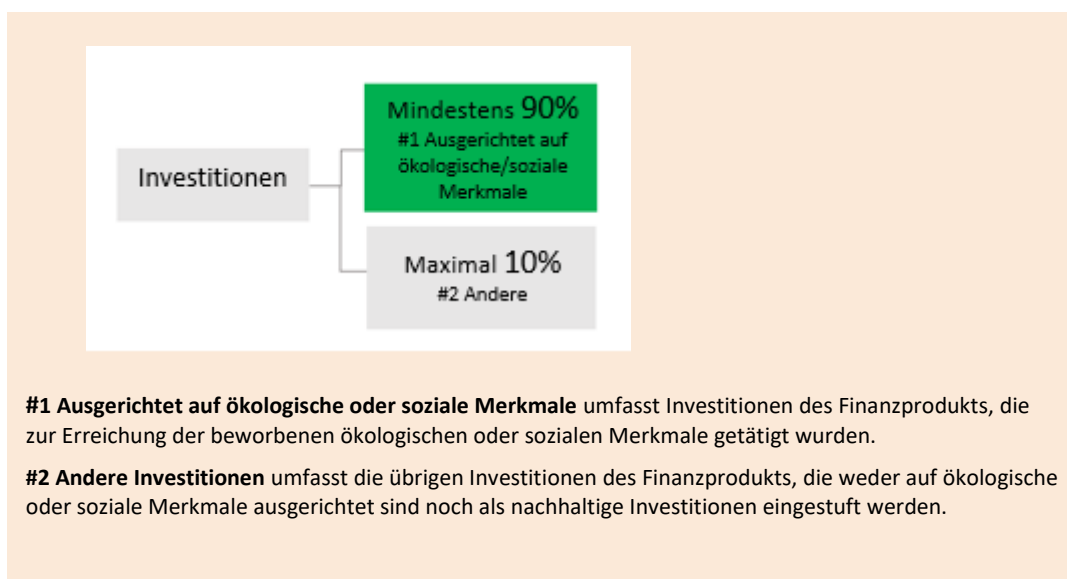 Investitionen
Mindestens 90%
#1 Ausgerichtet auf
ökologische/soziale
Merkmale
Maximal 10%
#2 Andere
#1 Ausgerichtet auf ökologische oder soziale Merkmale umfasst Investitionen des Finanzprodukts, die
zur Erreichung der beworbenen ökologischen oder sozialen Merkmale getätigt wurden.
#2 Andere Investitionen umfasst die übrigen Investitionen des Finanzprodukts, die weder auf ökologische
oder soziale Merkmale ausgerichtet sind noch als nachhaltige Investitionen eingestuft werden.